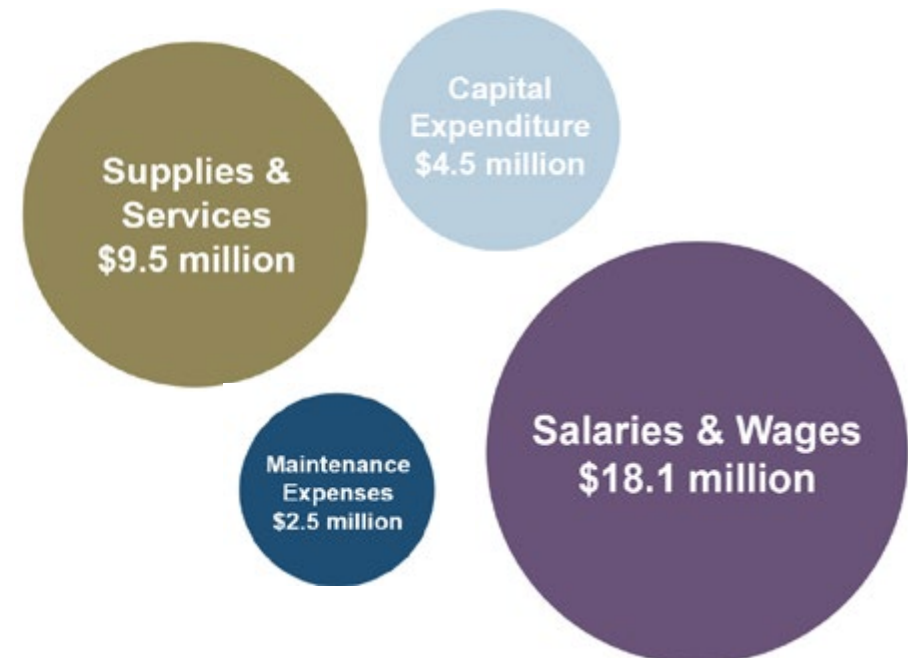 Capital
Expenditure
$4.5 million
Supplies &
Services
$9.5 million
Salaries & Wages
$18.1 million
Maintenance
Expenses
$2.5 million